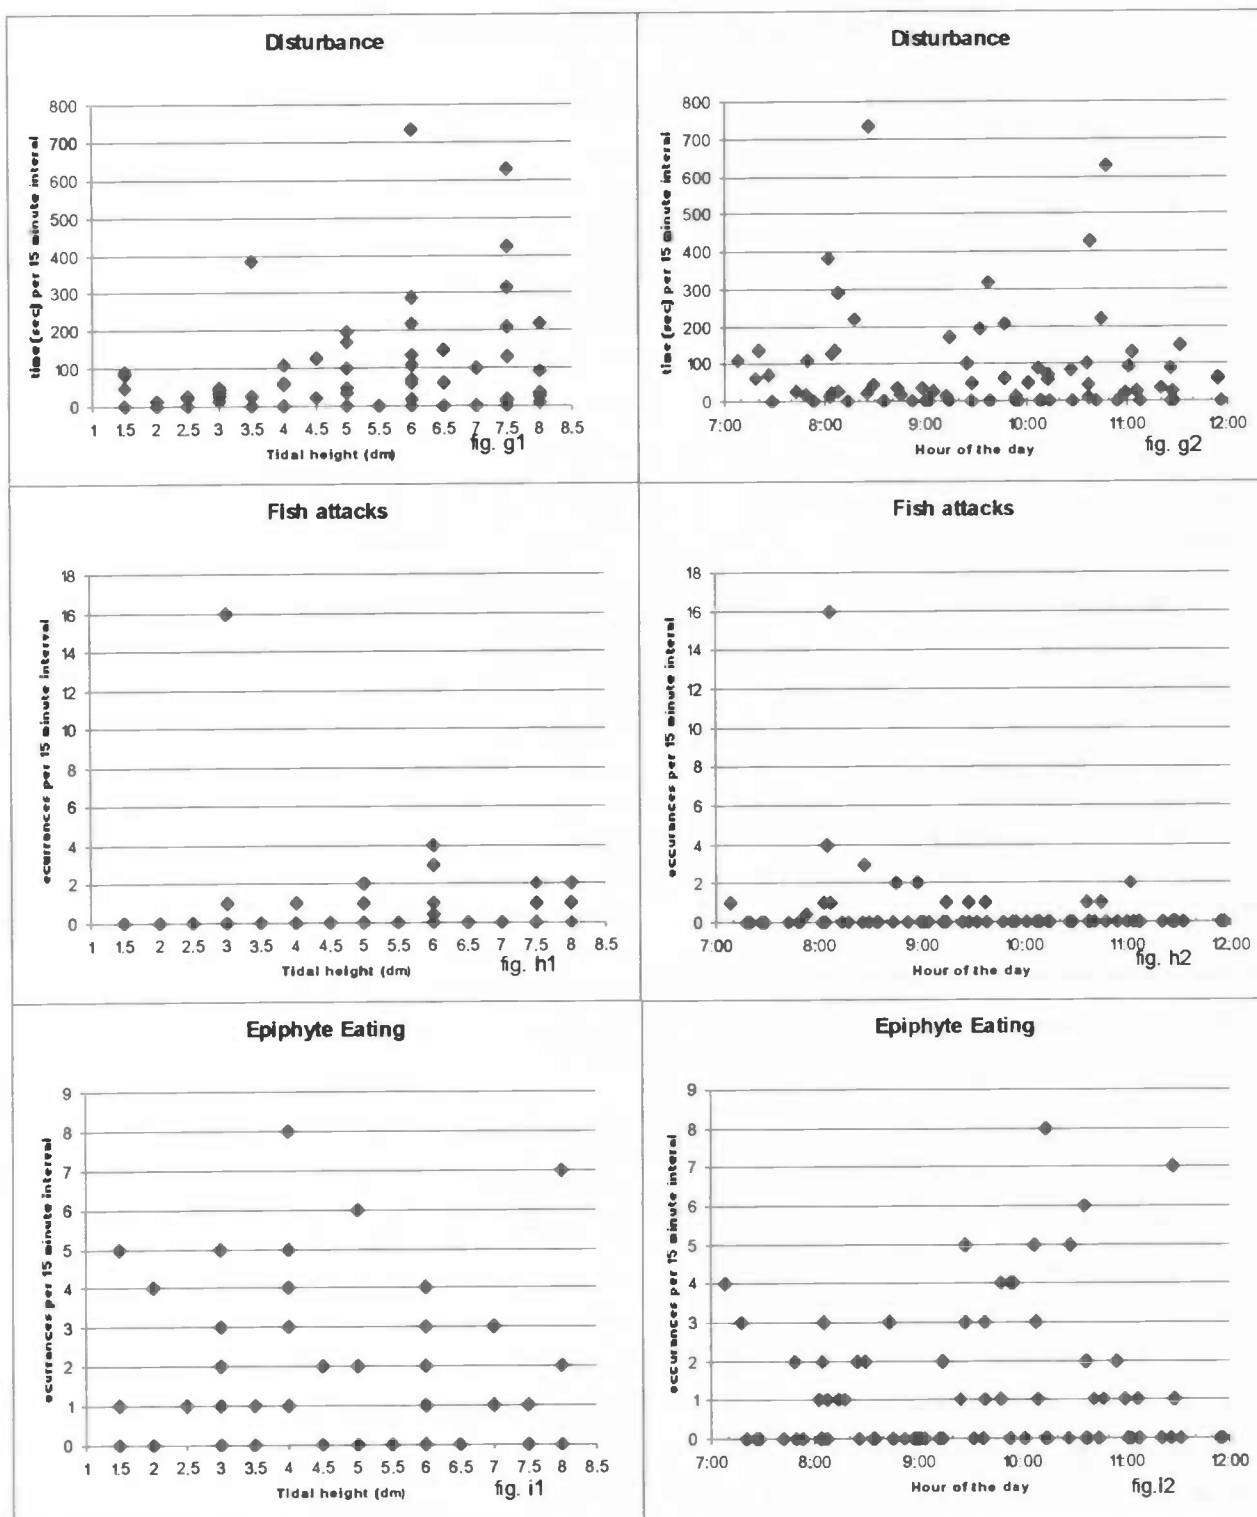 Disturbance
time(sec) per 15 minute interal
800
700
600
500
400
300
200
100
0
1 1.5 2 2.5 3 3.5 4 4.5 5 5.5 6 6.5 7 7.5 8 8.5
Tidal height (dm)
fig. g1
Disturbance
time (sec) per 15 minute interal
800
700
600
500
400
300
200
100
0
7:00 8:00 9:00 10:00 11:00 12:00
Hour of the day
fig. g2
Fish attacks
ocurrances per 15 minute interval
18
16
14
12
10
8
6
4
2
0
1 1.5 2 2.5 3 3.5 4 4.5 5 5.5 6 6.5 7 7.5 8 8.5
Tidal height (dm)
fig. h1
Fish attacks
occurances per 15 minute interal
18
16
14
12
10
8
6
4
2
0
7:00 8:00 9:00 10:00 11:00 12:00
Hour of the day
fig. h2
Epiphyte Eating
ocurrances per 15 minute interval
9
8
7
6
5
4
3
2
1
0
1 1.5 2 2.5 3 3.5 4 4.5 5 5.5 6 6.5 7 7.5 8 8.5
Tidal height (dm)
fig. i1
Epiphyte Eating
occurances per 15 minute interal
9
8
7
6
5
4
3
2
1
0
7:00 8:00 9:00 10:00 11:00 12:00
Hour of the day
fig.I2